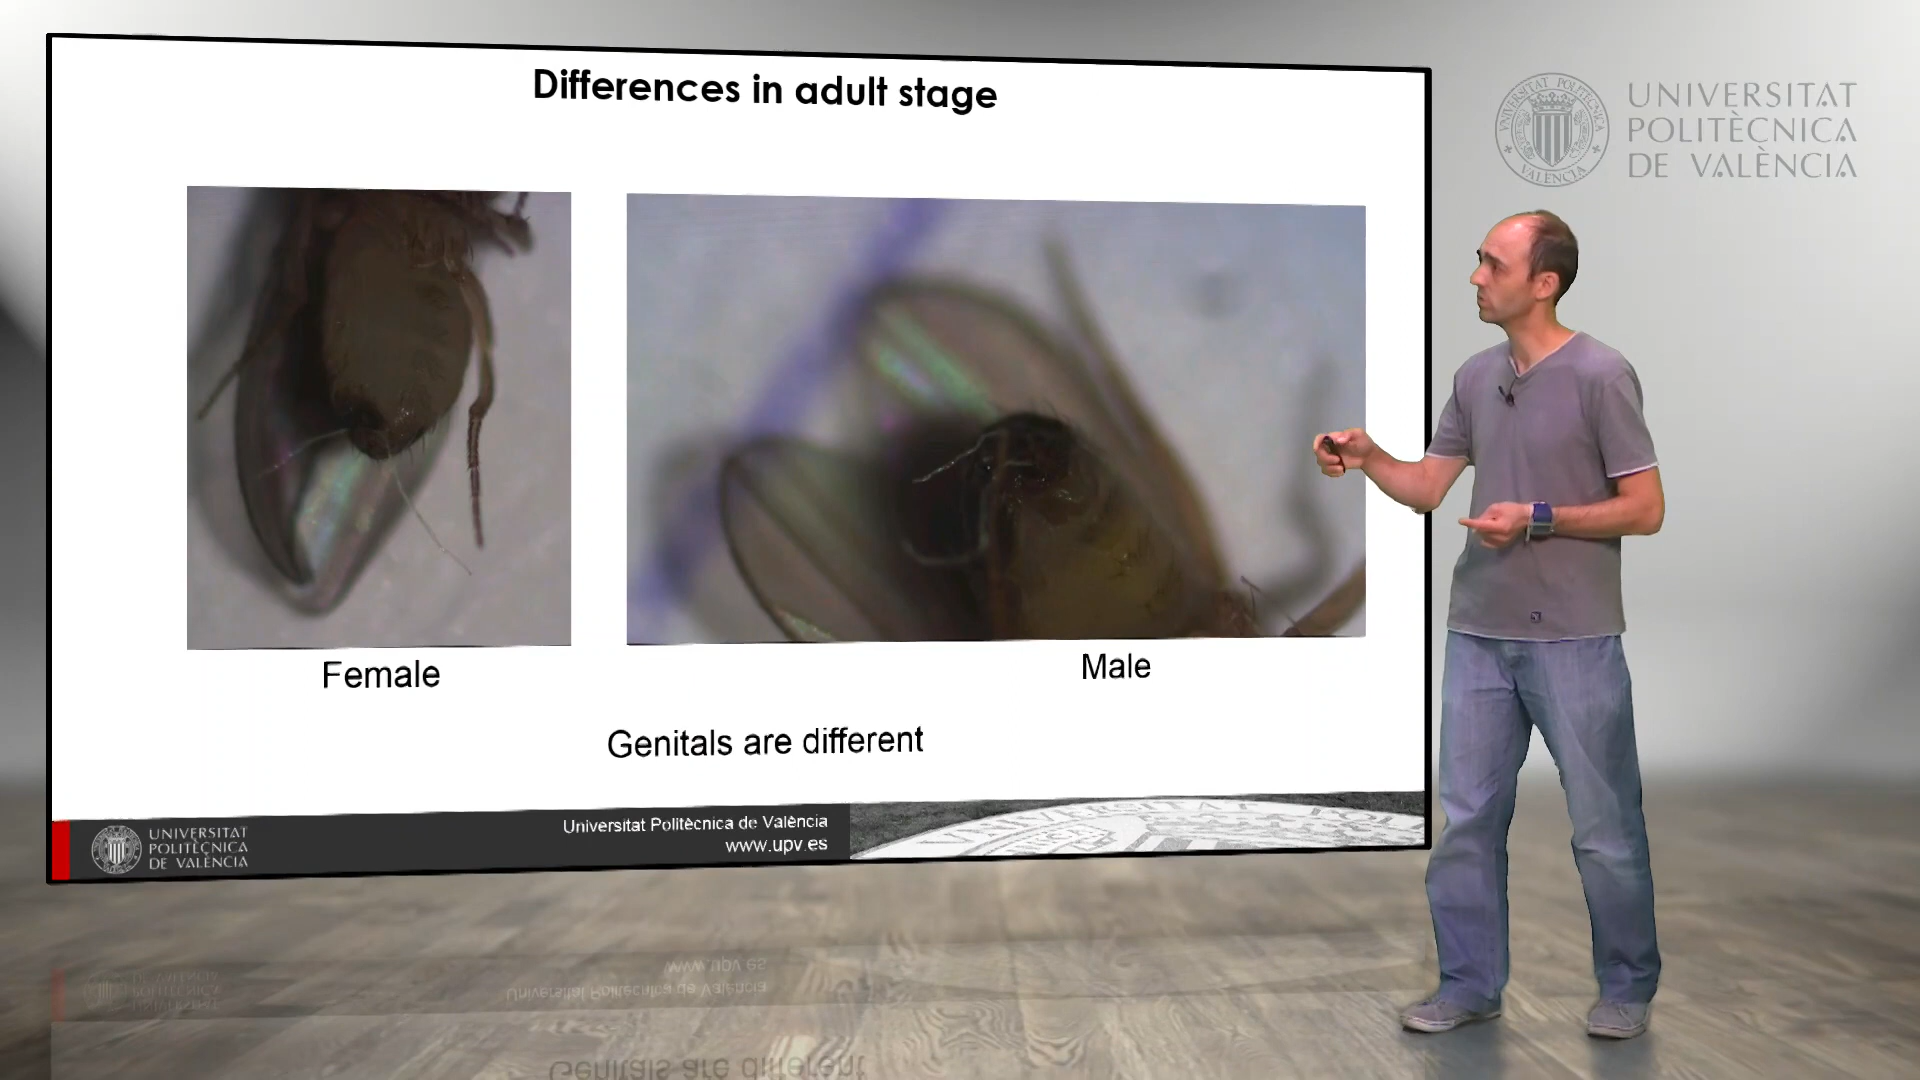 Differences in adult stage
UNIVERSITAT
POLITÈCNICA
DE VALÈNCIA
Female
Male
Genitals are different
UNIVERSITAT
POLITÈCNICA
DE VALÈNCIA
Universitat Politècnica de València
www.upv.es